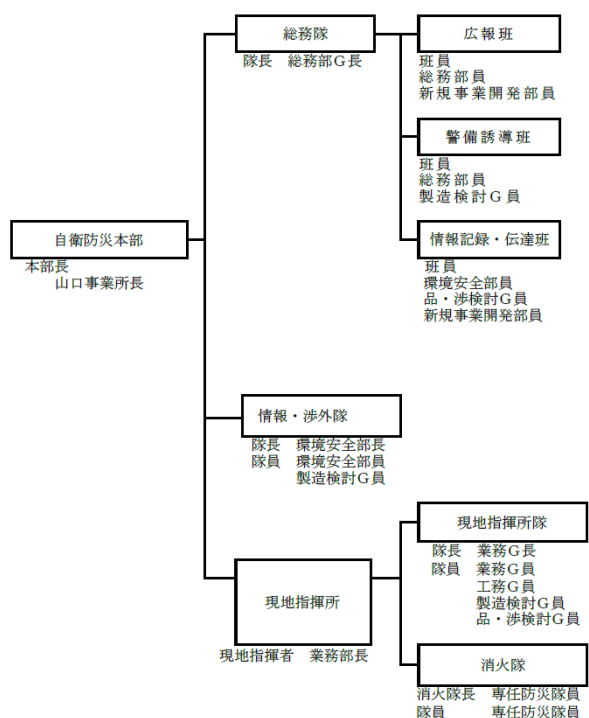 総務隊
隊長　総務部G長
広報班
班員
総務部員
新規事業開発部員
警備誘導班
班員
総務部員
製造検討G員
自衛防災本部
本部長
山口事業所長
情報記録・伝達班
班員
環境安全部員
品・渉検討G員
新規事業開発部員
情報・渉外隊
隊長　環境安全部長
隊員　環境安全部員
製造検討G員
現地指揮所隊
隊長　業務G長
隊員　業務G員
工務G員
製造検討G員
品・渉検討G員
現地指揮所
現地指揮者　業務部長
消火隊
消火隊長　専任防災隊員
隊員　専任防災隊員